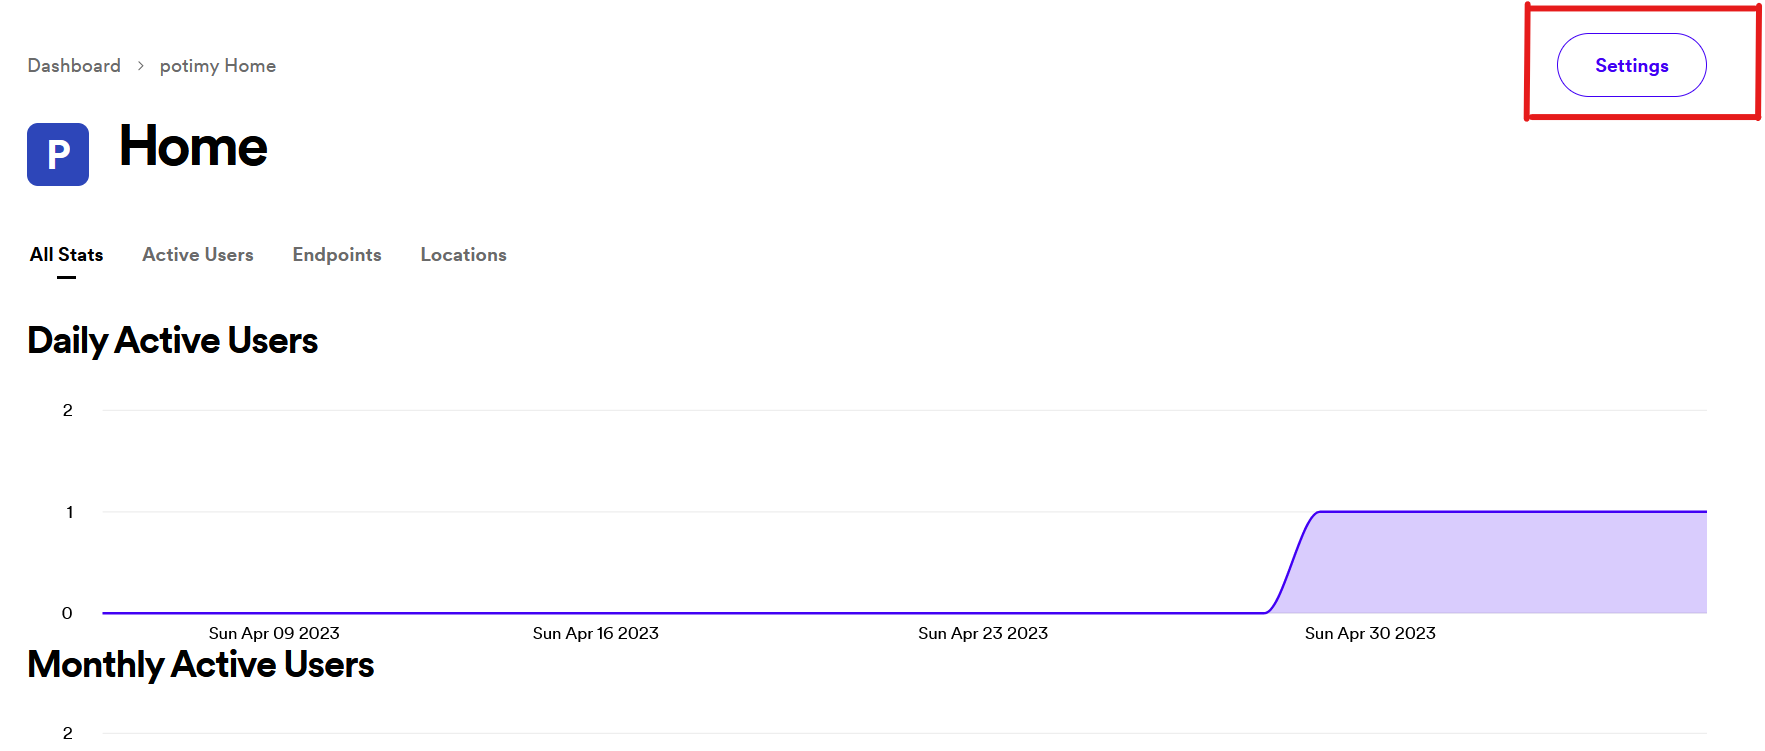 Dashboard > potimy Home
Settings
P
Home
All Stats Active Users Endpoints Locations
Daily Active Users
2
1
0
Sun Apr 09 2023 Sun Apr 16 2023 Sun Apr 23 2023 Sun Apr 30 2023
Monthly Active Users
2